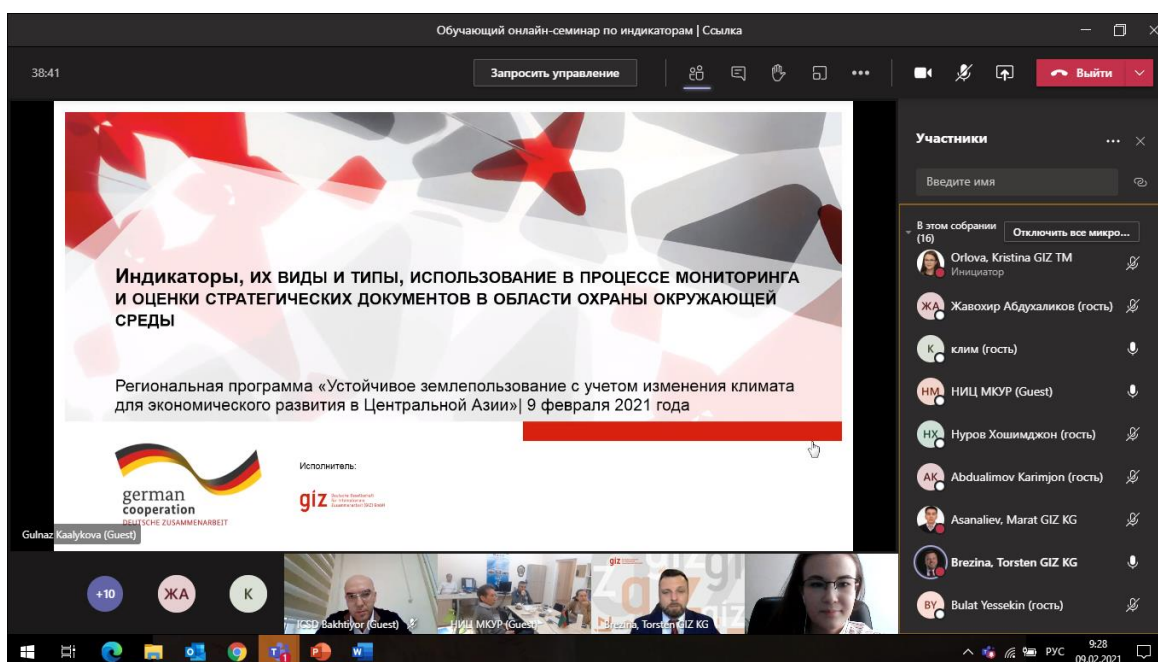 Обучающий онлайн-семинар по индикаторам | Ссылка
38:41
Запросить управление
Выйти
Индикаторы, их виды и типы, использование в процессе мониторинга
и оценки стратегических документов в области охраны окружающей
среды
Региональная программа «Устойчивое землепользование с учетом изменения климата
для экономического развития в Центральной Азии»| 9 февраля 2021 года
german
cooperation
DEUTSCHE ZUSAMMENARBEIT
Исполнитель:
giz
Gulnaz Kaalykova (Guest)
Участники
Введите имя
В этом собрании
(16)
Отключить все микро...
Orlova, Kristina GIZ TM
Инициатор
ЖА Жавохир Абдухаликов (гость)
К клим (гость)
НМ НИЦ МКУР (Guest)
НХ Нуров Хошимджон (гость)
AK Abdualimov Karimjon (гость)
Asanaliev, Marat GIZ KG
Brezina, Torsten GIZ KG
BY Bulat Yessekin (гость)
+10
ЖА
К
ICSD Bakhtiyor (Guest)
НИЦ МКУР (Guest)
giz
Brezina, Torsten GIZ KG
РУС
9:28
09.02.2021